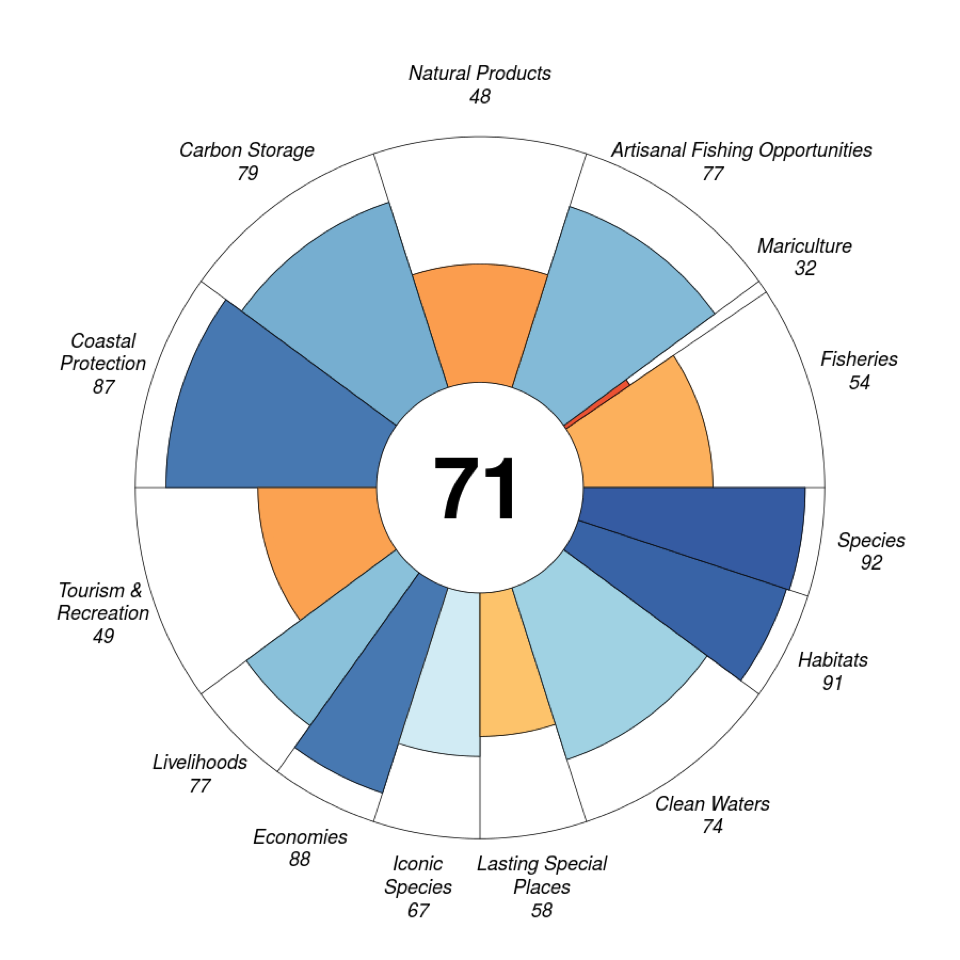 Natural Products
48
Carbon Storage
79
Artisanal Fishing Opportunities
77
Mariculture
32
Coastal
Protection
87
Fisheries
54
71
Species
92
Tourism &
Recreation
49
Habitats
91
Livelihoods
77
Clean Waters
74
Economies
88
Iconic
Species
67
Lasting Special
Places
58